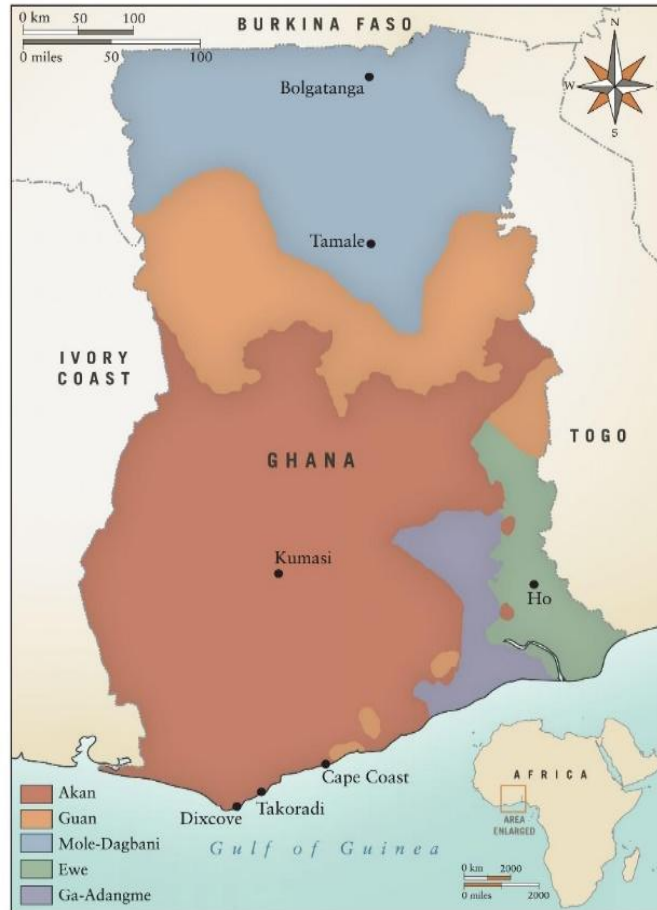 0 km 50 100
0 miles 50 100
BURKINA FASO
N
W
S
Bolgatanga
Tamale
IVORY
COAST
GHANA
TOGO
Kumasi
Ho
Cape Coast
Takoradi
Dixcove
Gulf of Guinea
Akan
Guan
Mole-Dagbani
Ewe
Ga-Adangme
AFRICA
AREA
ENLARGED
0 km 2000
0 miles 2000